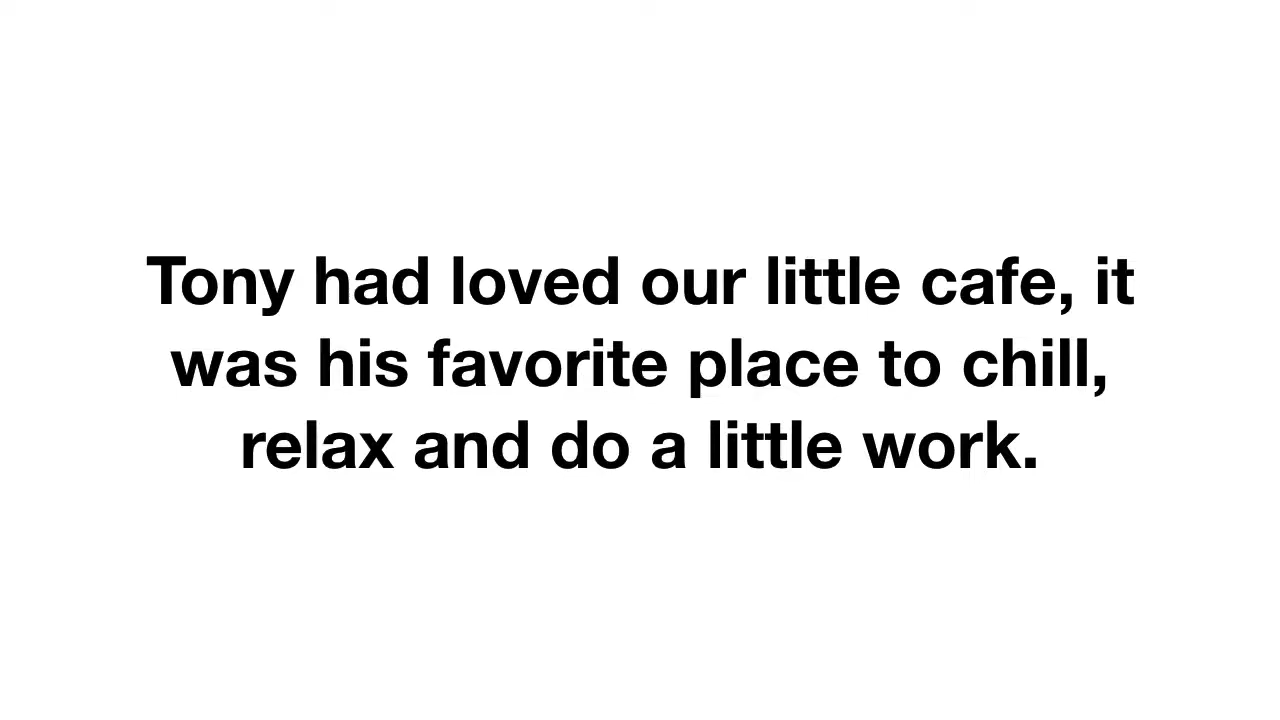 Tony had loved our little cafe, it
was his favorite place to chill,
relax and do a little work.